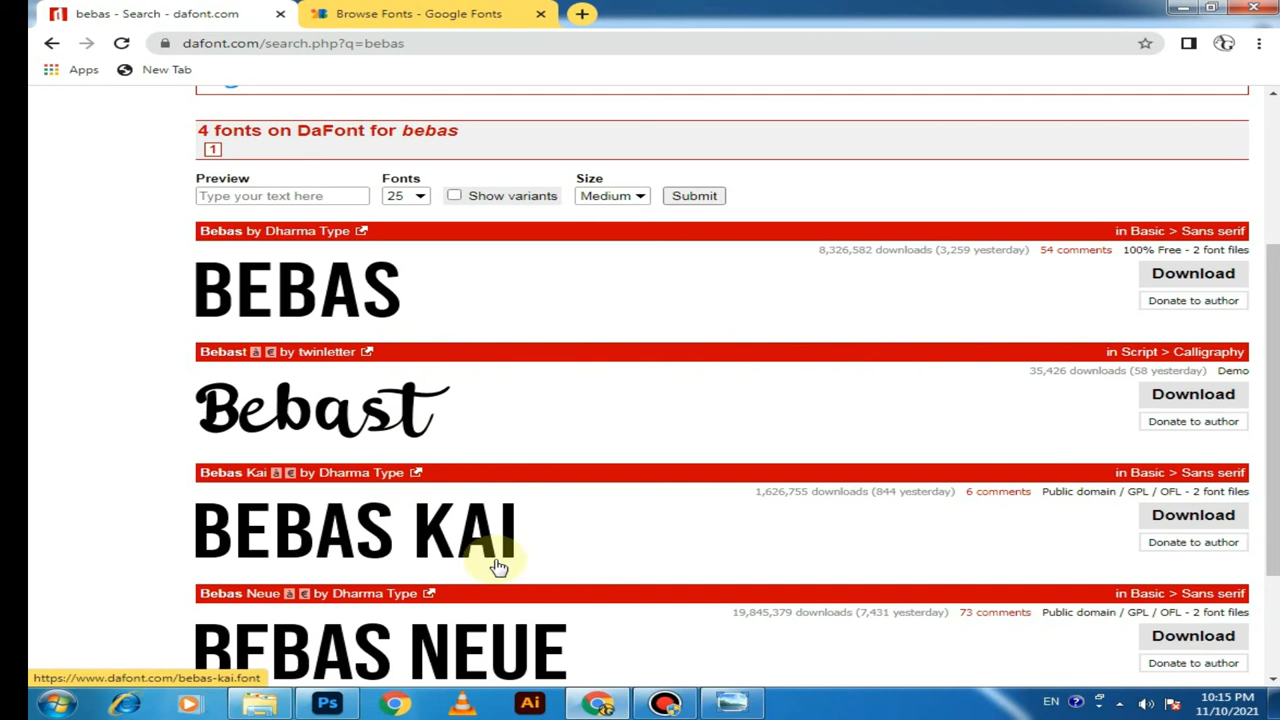 bebas - Search - dafont.com
Browse Fonts - Google Fonts
dafont.com/search.php?q=bebas
Apps
New Tab
4 fonts on DaFont for bebas
1
Preview
Fonts
Size
Type your text here
25
Show variants
Medium
Submit
Bebas by Dharma Type
in Basic > Sans serif
8,326,582 downloads (3,259 yesterday)
54 comments
100% Free - 2 font files
BEBAS
Download
Donate to author
Bebast à € by twinletter
in Script > Calligraphy
35,426 downloads (58 yesterday)
Demo
Bebast
Download
Donate to author
Bebas Kai à € by Dharma Type
in Basic > Sans serif
1,626,755 downloads (844 yesterday)
6 comments
Public domain / GPL / OFL - 2 font files
BEBAS KAI
Download
Donate to author
Bebas Neue à € by Dharma Type
in Basic > Sans serif
19,845,379 downloads (7,431 yesterday)
73 comments
Public domain / GPL / OFL - 2 font files
BEBAS NEUE
Download
Donate to author
https://www.dafont.com/bebas-kai.font
Ps
Ai
EN
10:15 PM
11/10/2021